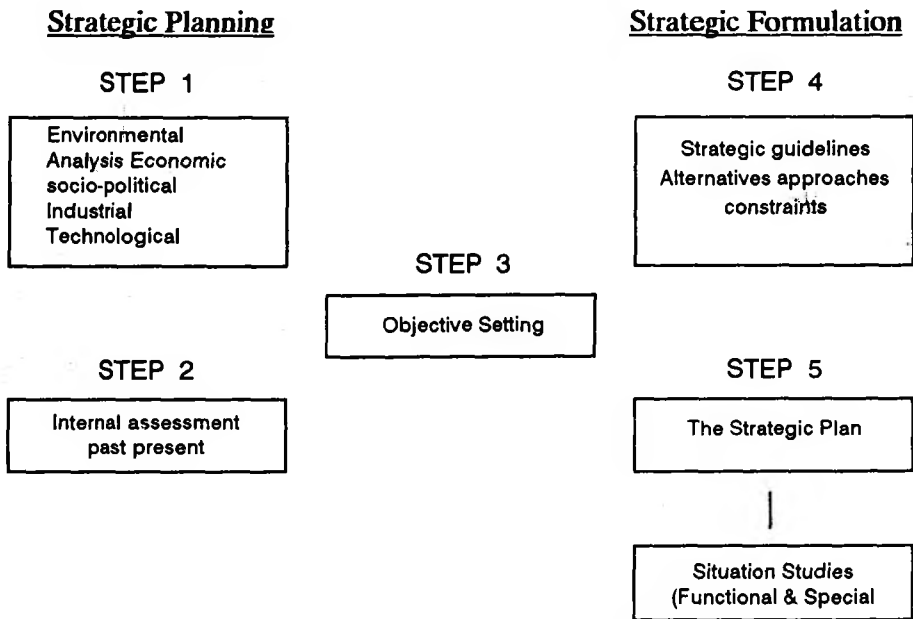 Strategic Planning
STEP 1
Environmental
Analysis Economic
socio-political
Industrial
Technological
STEP 2
Internal assessment
past present
STEP 3
Objective Setting
Strategic Formulation
STEP 4
Strategic guidelines
Alternatives approaches
constraints
STEP 5
The Strategic Plan
Situation Studies
(Functional & Special